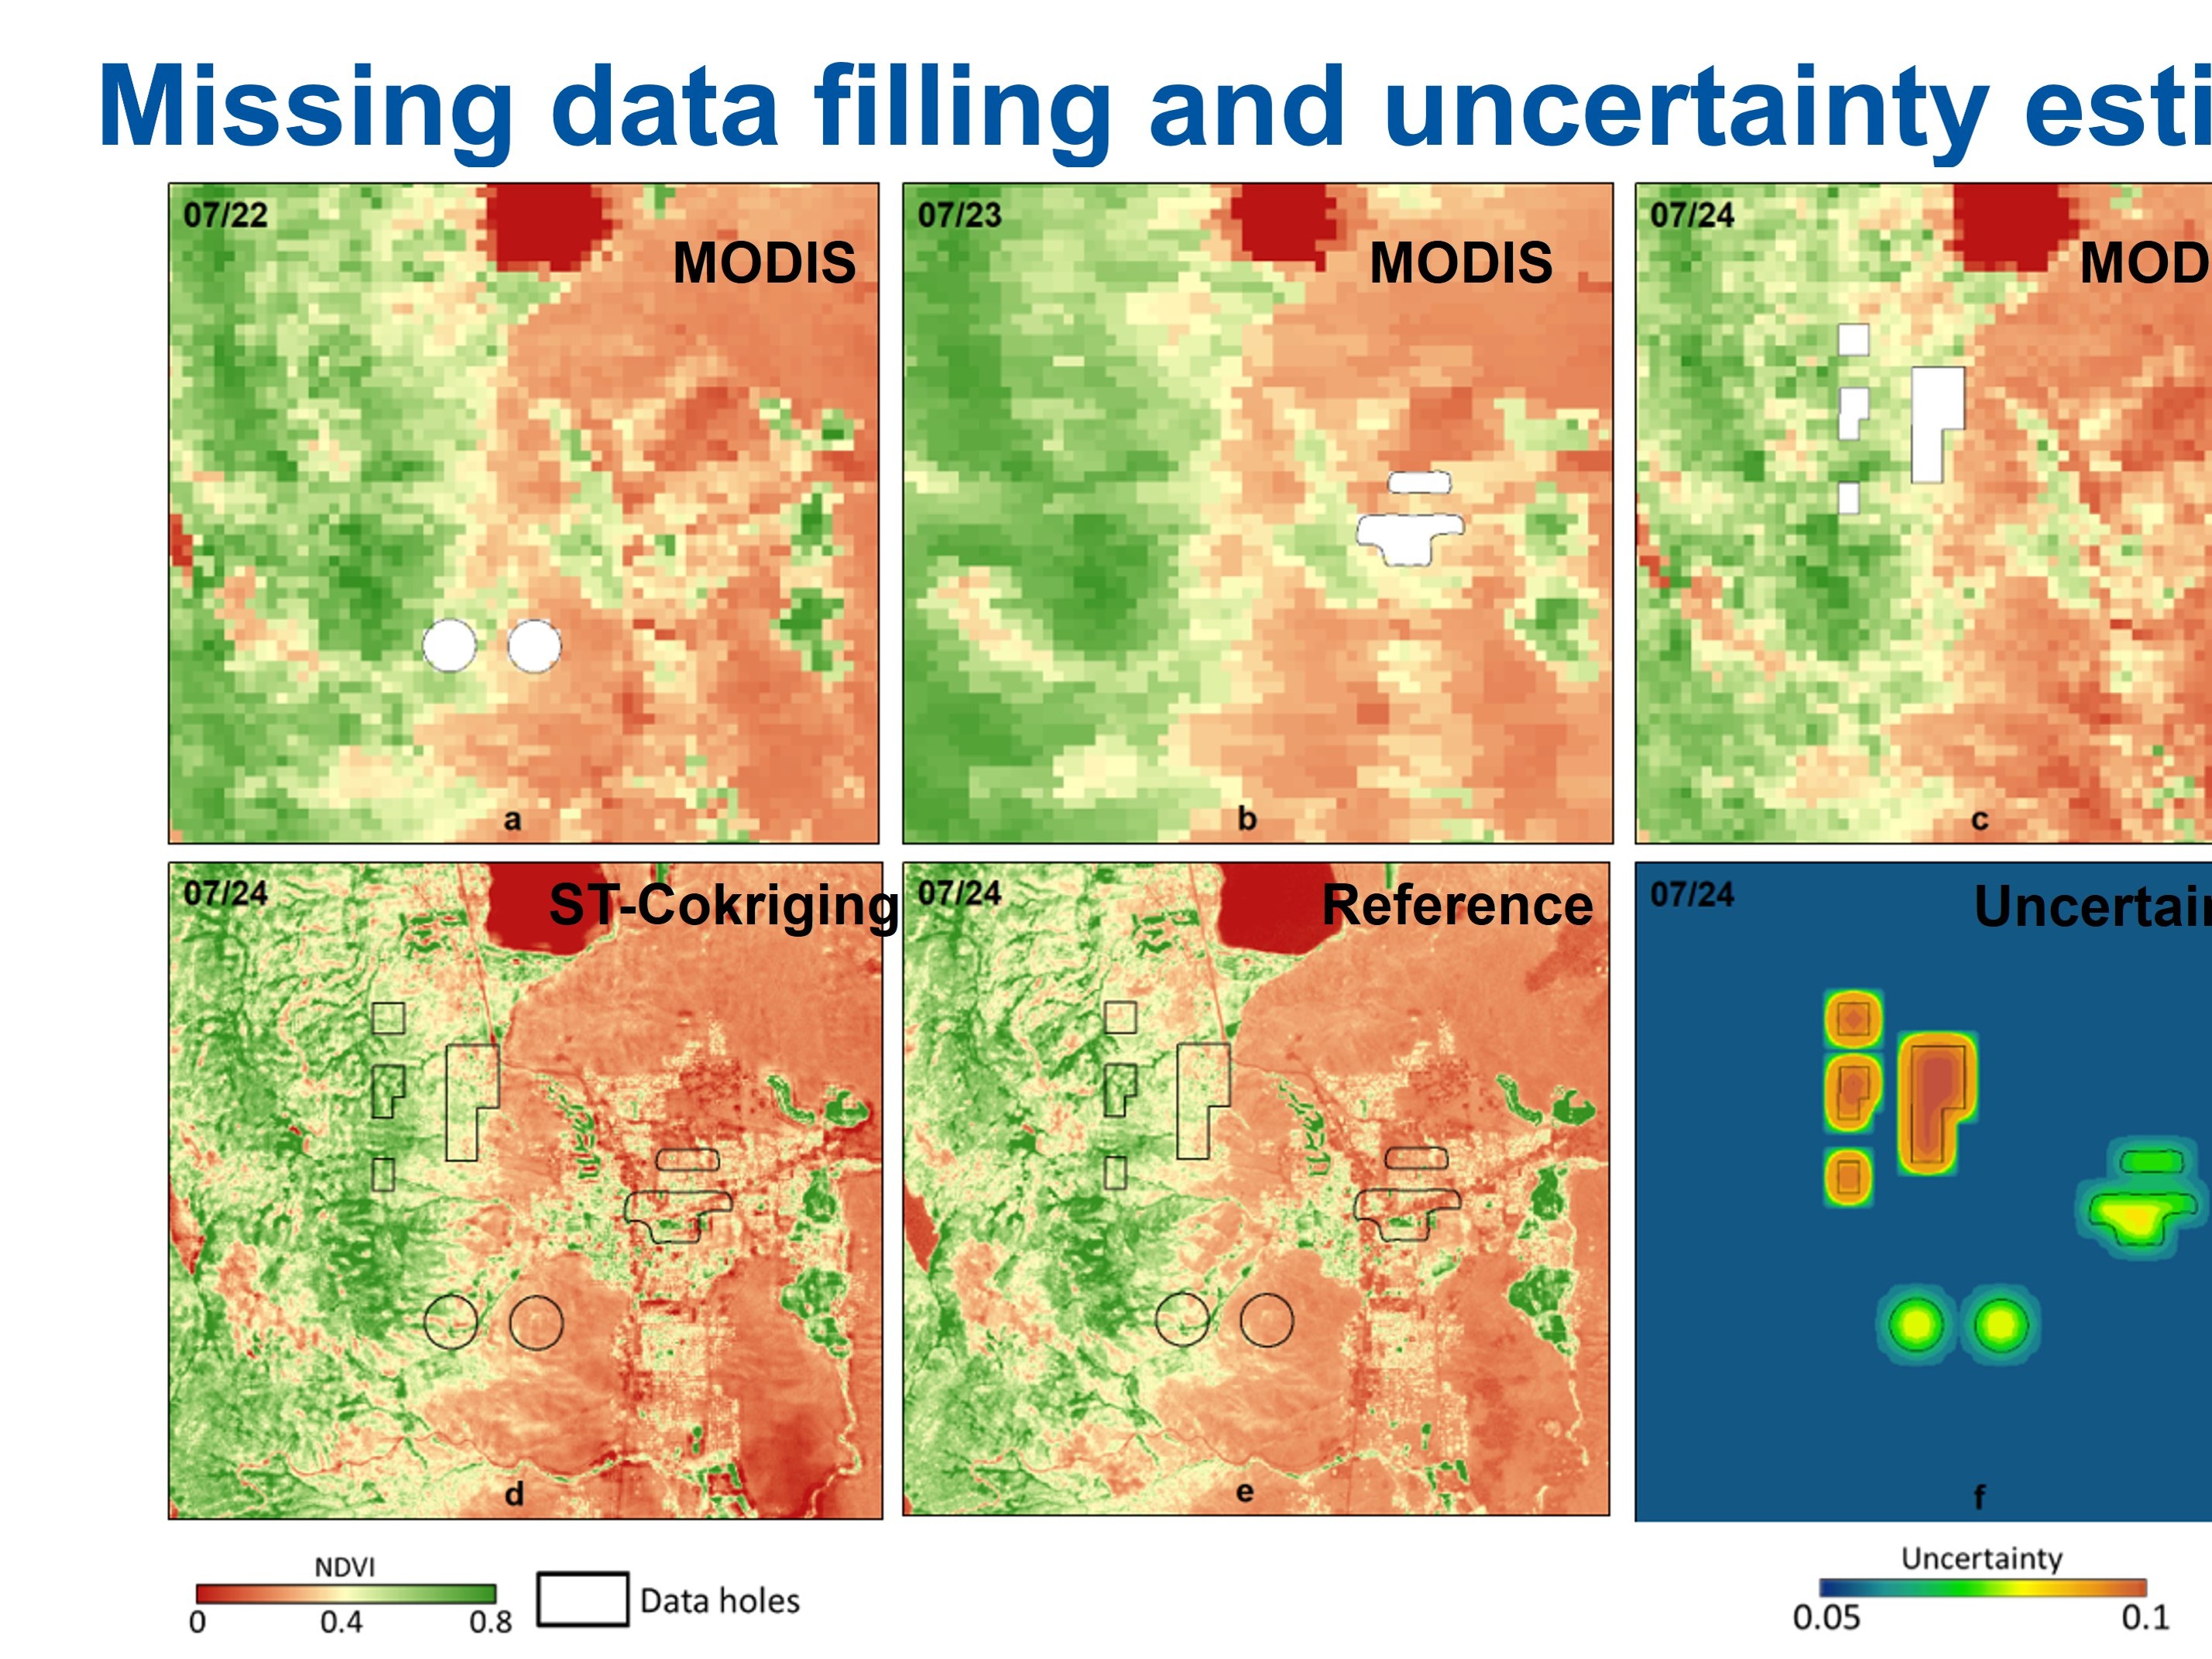 Missing data filling and uncertainty esti
07/22
MODIS
a
07/23
MODIS
b
07/24
MOD
c
07/24
ST-Cokriging
d
07/24
Reference
e
07/24
Uncertain
f
NDVI
0 0.4 0.8
Data holes
Uncertainty
0.05 0.1